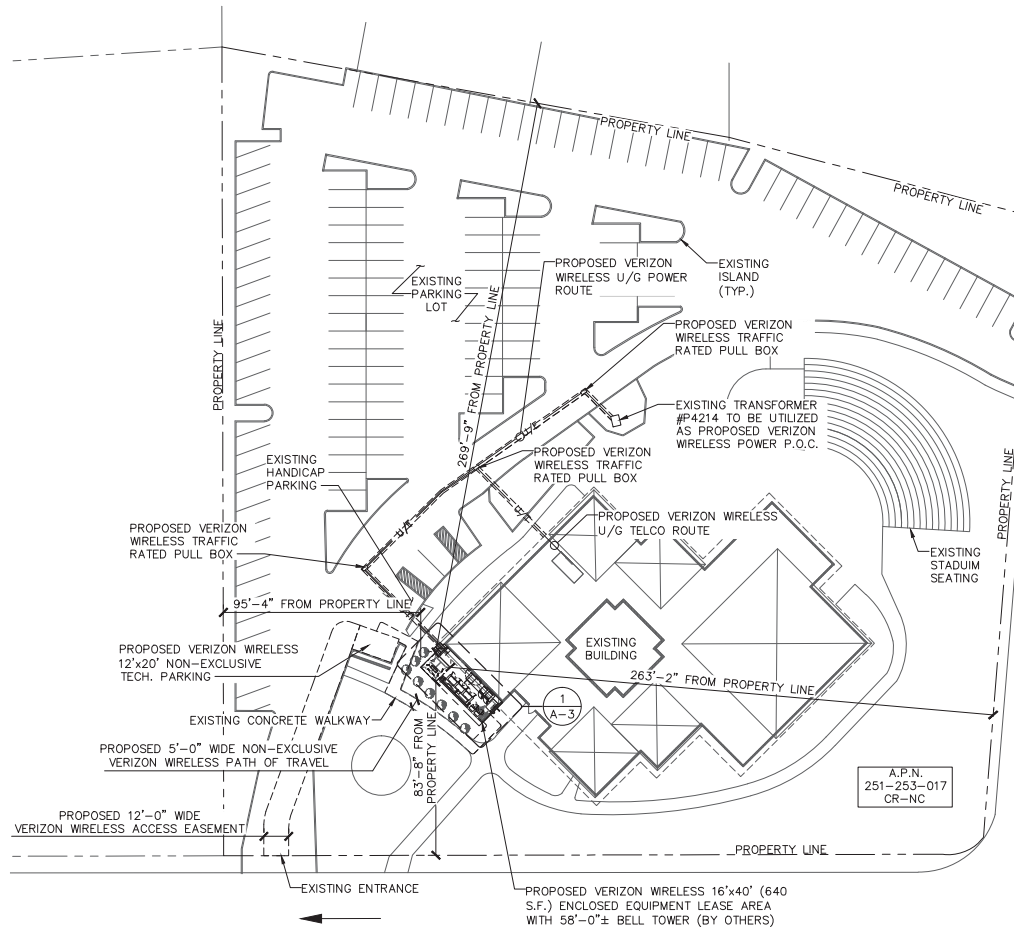 PROPERTY LINE
PROPERTY LINE
PROPOSED VERIZON
WIRELESS U/G POWER
ROUTE
EXISTING
ISLAND
(TYP.)
EXISTING
PARKING
LOT
PROPERTY LINE
269'-9" FROM PROPERTY LINE
PROPOSED VERIZON
WIRELESS TRAFFIC
RATED PULL BOX
EXISTING TRANSFORMER
#P4214 TO BE UTILIZED
AS PROPOSED VERIZON
WIRELESS POWER P.O.C.
EXISTING
HANDICAP
PARKING
PROPOSED VERIZON
WIRELESS TRAFFIC
RATED PULL BOX
PROPERTY LINE
PROPOSED VERIZON
WIRELESS TRAFFIC
RATED PULL BOX
U/G
U/G
PROPOSED VERIZON WIRELESS
U/G TELCO ROUTE
EXISTING
STADUIM
SEATING
95'-4" FROM PROPERTY LINE
PROPOSED VERIZON WIRELESS
12'x20' NON-EXCLUSIVE
TECH. PARKING
EXISTING
BUILDING
263'-2" FROM PROPERTY LINE
1
A-3
EXISTING CONCRETE WALKWAY
PROPOSED 5'-0" WIDE NON-EXCLUSIVE
VERIZON WIRELESS PATH OF TRAVEL
83'-8" FROM
PROPERTY LINE
A.P.N.
251-253-017
CR-NC
PROPOSED 12'-0" WIDE
VERIZON WIRELESS ACCESS EASEMENT
PROPERTY LINE
EXISTING ENTRANCE
PROPOSED VERIZON WIRELESS 16'x40' (640
S.F.) ENCLOSED EQUIPMENT LEASE AREA
WITH 58'-0"± BELL TOWER (BY OTHERS)